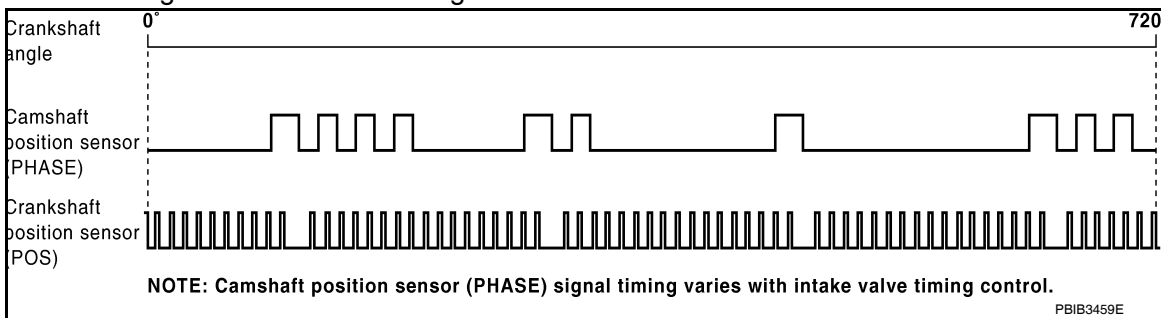 0°
720
Crankshaft
angle
Camshaft
position sensor
(PHASE)
Crankshaft
position sensor
(POS)
NOTE: Camshaft position sensor (PHASE) signal timing varies with intake valve timing control.
PBIB3459E